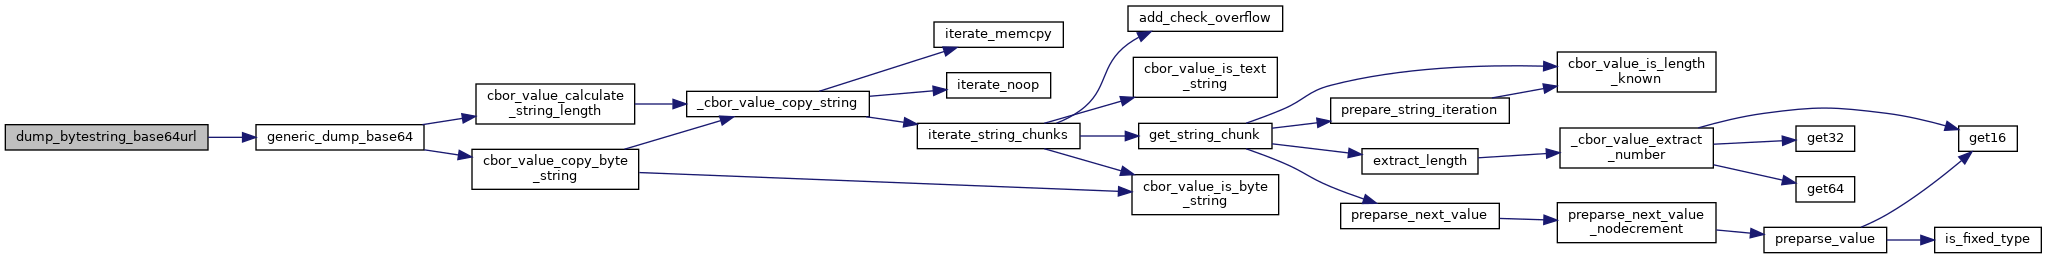 dump_bytestring_base64url
generic_dump_base64
cbor_value_calculate
_string_length
cbor_value_copy_byte
_string
_cbor_value_copy_string
iterate_memcpy
iterate_noop
iterate_string_chunks
add_check_overflow
cbor_value_is_text
_string
get_string_chunk
cbor_value_is_byte
_string
prepare_string_iteration
extract_length
preparse_next_value
cbor_value_is_length
_known
_cbor_value_extract
_number
preparse_next_value
_nodecrement
get32
get64
preparse_value
get16
is_fixed_type